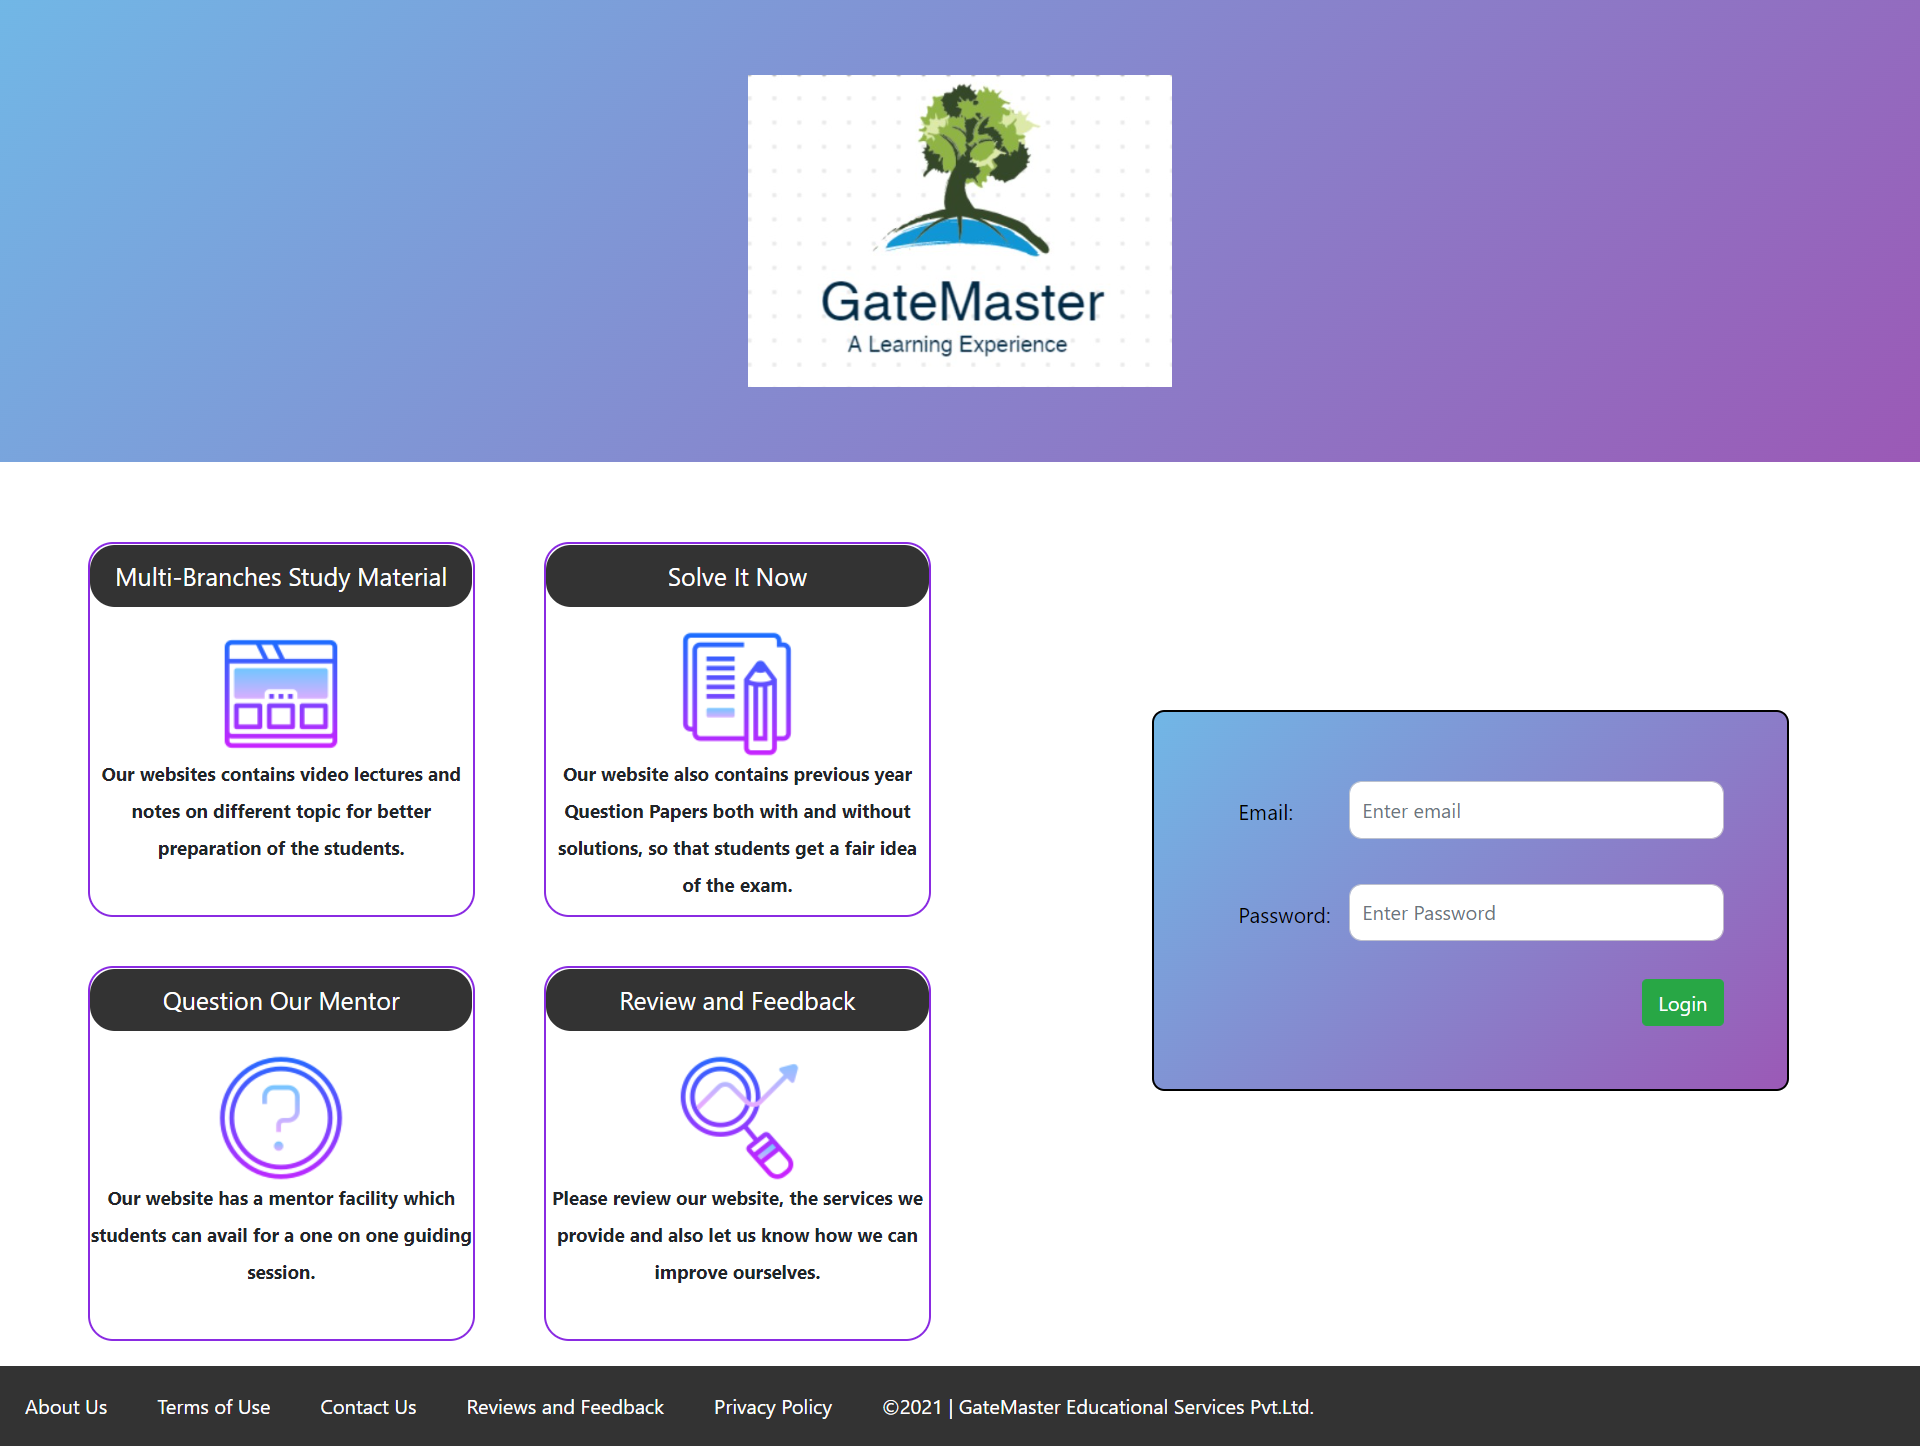 GateMaster
A Learning Experience
Multi-Branches Study Material
Our websites contains video lectures and
notes on different topic for better
preparation of the students.
Solve It Now
Our website also contains previous year
Question Papers both with and without
solutions, so that students get a fair idea
of the exam.
Question Our Mentor
Our website has a mentor facility which
students can avail for a one on one guiding
session.
Review and Feedback
Please review our website, the services we
provide and also let us know how we can
improve ourselves.
Email: Enter email
Password: Enter Password
Login
About Us Terms of Use Contact Us Reviews and Feedback Privacy Policy ©2021 | GateMaster Educational Services Pvt.Ltd.